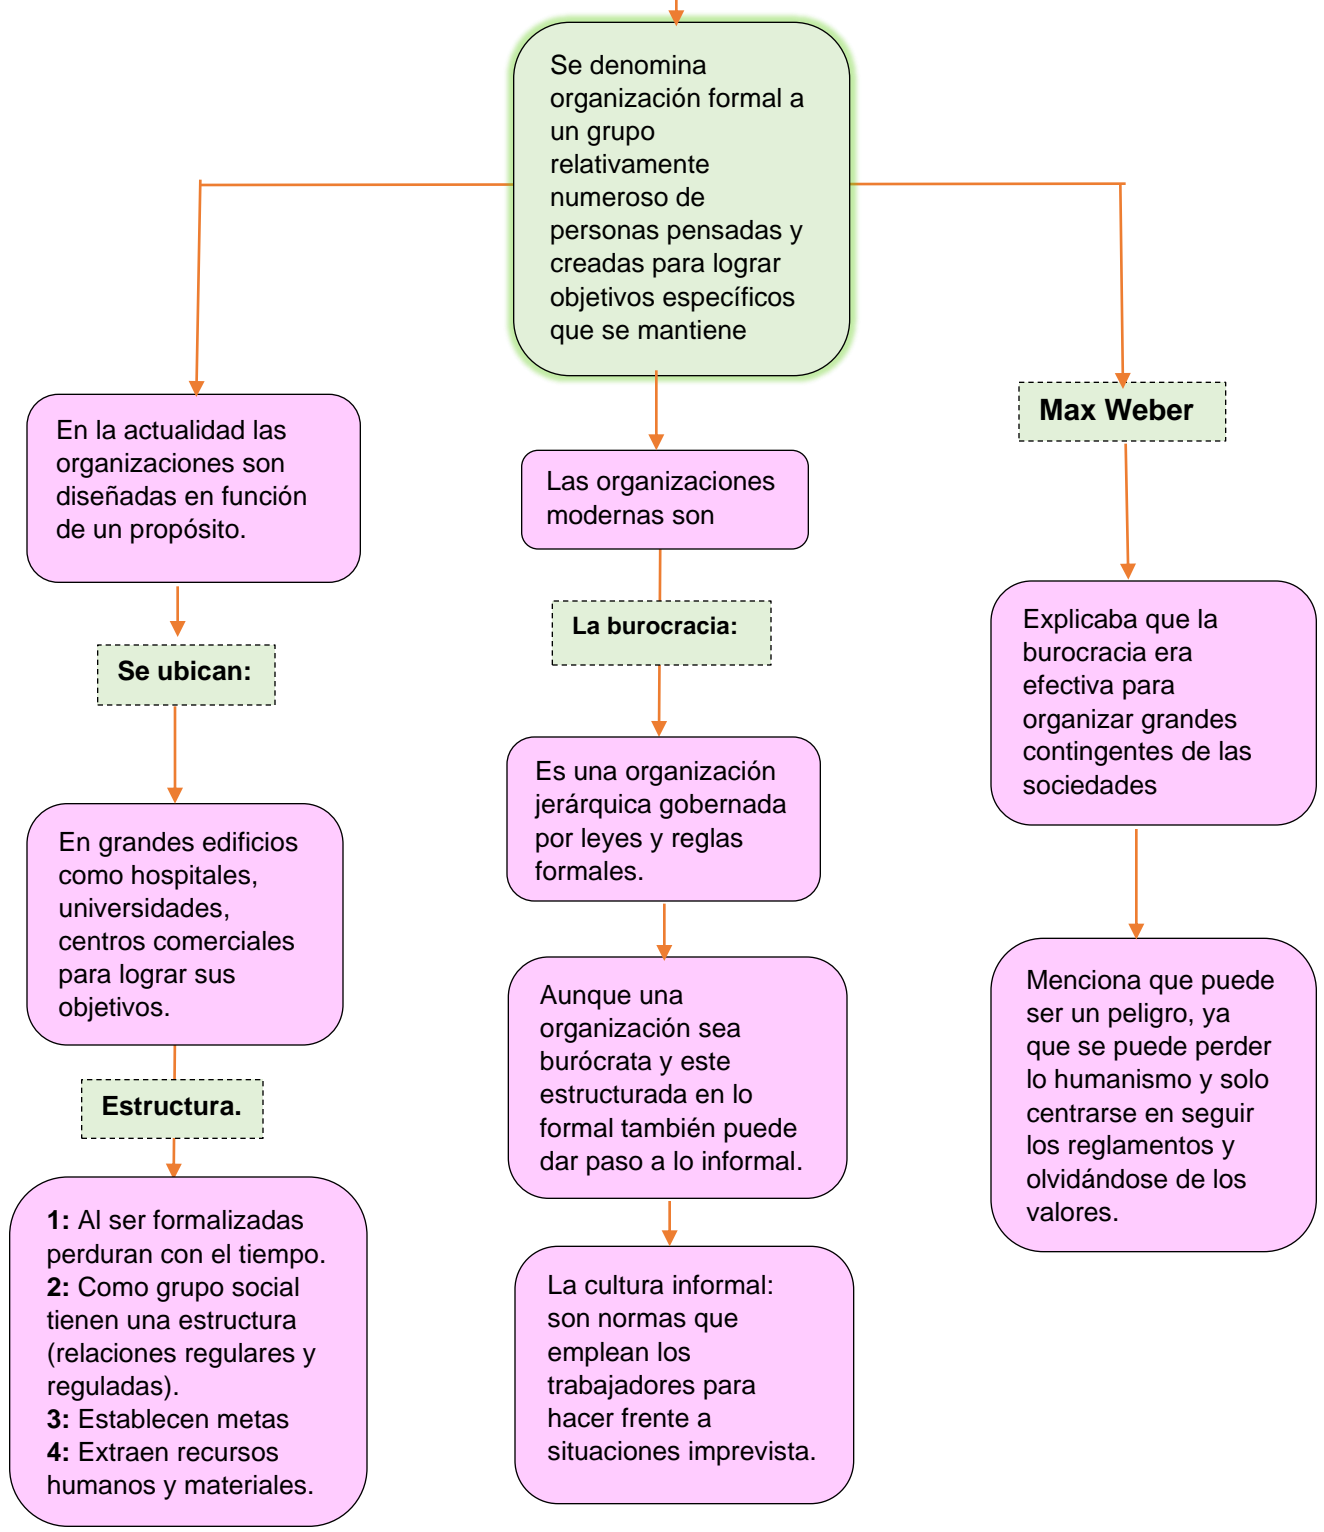 Se denomina
organización formal a
un grupo
relativamente
numeroso de
personas pensadas y
creadas para lograr
objetivos específicos
que se mantiene
En la actualidad las
organizaciones son
diseñadas en función
de un propósito.
Se ubican:
En grandes edificios
como hospitales,
universidades,
centros comerciales
para lograr sus
objetivos.
Estructura.
1: Al ser formalizadas
perduran con el tiempo.
2: Como grupo social
tienen una estructura
(relaciones regulares y
reguladas).
3: Establecen metas
4: Extraen recursos
humanos y materiales.
Las organizaciones
modernas son
La burocracia:
Es una organización
jerárquica gobernada
por leyes y reglas
formales.
Aunque una
organización sea
burócrata y este
estructurada en lo
formal también puede
dar paso a lo informal.
La cultura informal:
son normas que
emplean los
trabajadores para
hacer frente a
situaciones imprevista.
Max Weber
Explicaba que la
burocracia era
efectiva para
organizar grandes
contingentes de las
sociedades
Menciona que puede
ser un peligro, ya
que se puede perder
lo humanismo y solo
centrarse en seguir
los reglamentos y
olvidándose de los
valores.